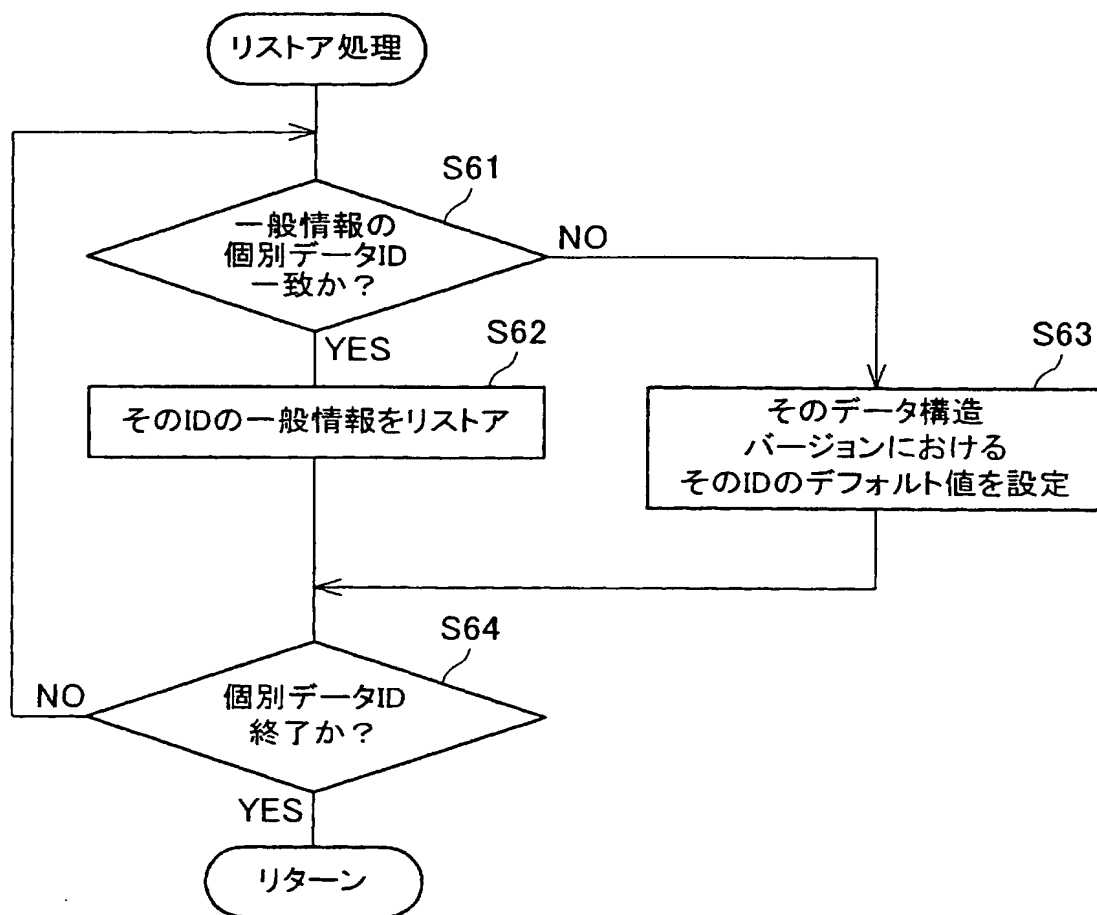 リストア処理
S61
一般情報の
個別データID
一致か？
NO
YES
S62
そのIDの一般情報をリストア
S63
そのデータ構造
バージョンにおける
そのIDのデフォルト値を設定
S64
個別データID
終了か？
NO
YES
リターン